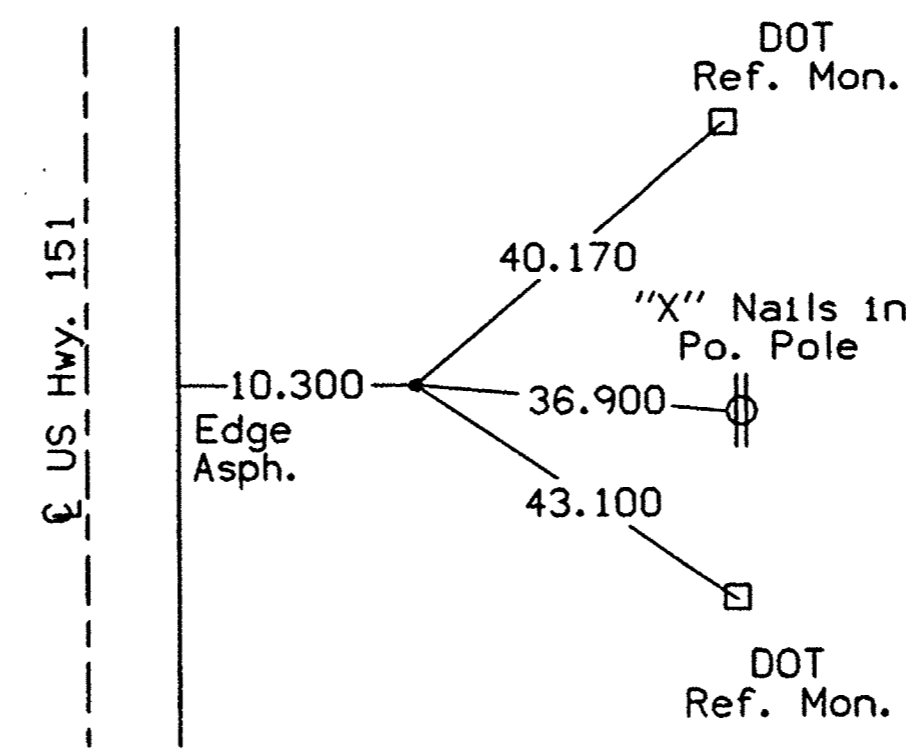 DOT
Ref. Mon.
40.170
"X" Nails in
Po. Pole
℄ US Hwy. 151
10.300
36.900
Edge
Asph.
43.100
DOT
Ref. Mon.